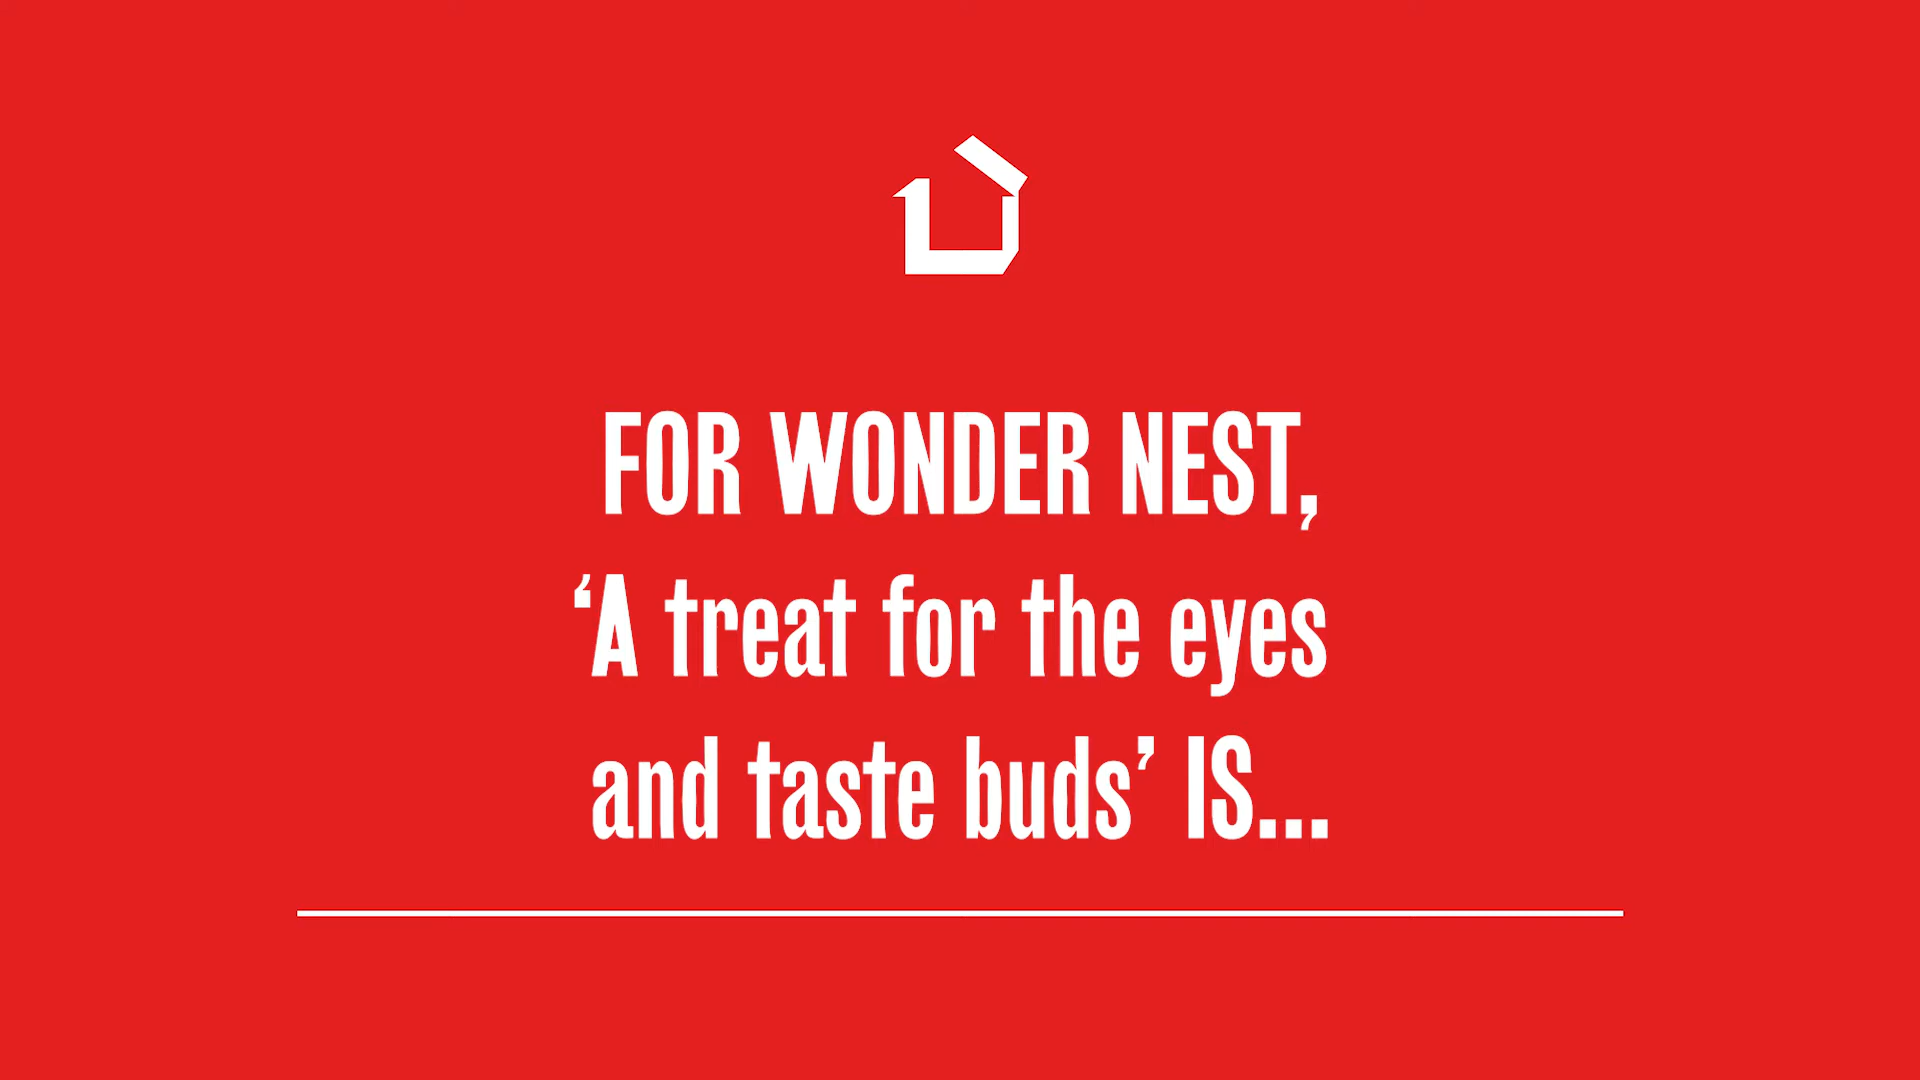 FOR WONDER NEST,
‘A treat for the eyes
and taste buds’ IS...